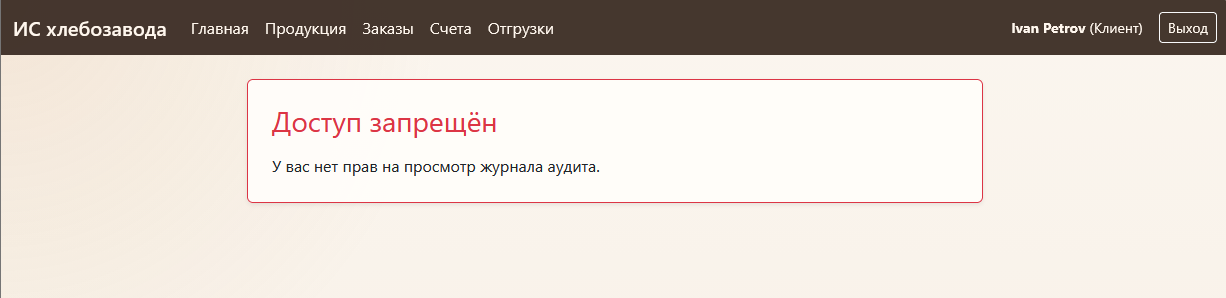 ИС хлебозавода Главная Продукция Заказы Счета Отгрузки Ivan Petrov (Клиент) Выход
Доступ запрещён
У вас нет прав на просмотр журнала аудита.